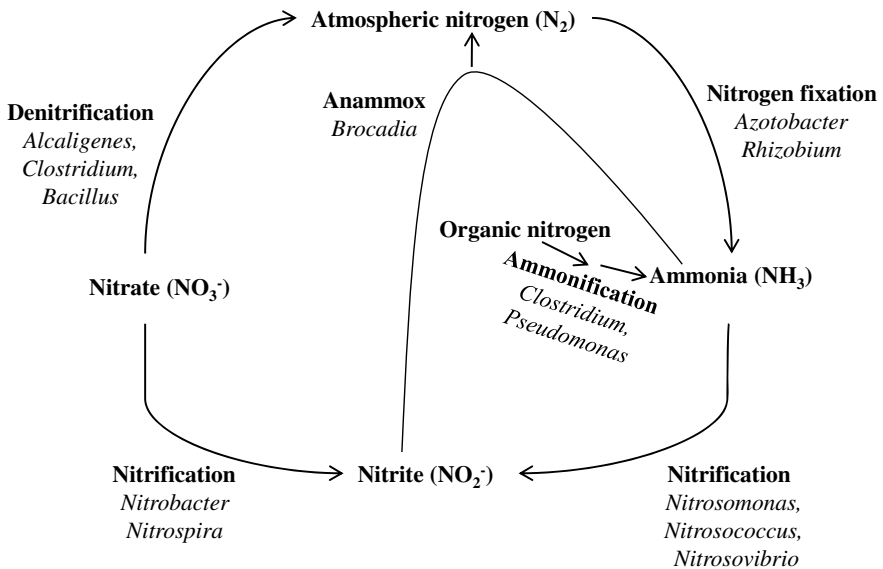 Atmospheric nitrogen (N₂)
Denitrification
Alcaligenes,
Clostridium,
Bacillus
Anammox
Brocadia
Nitrogen fixation
Azotobacter
Rhizobium
Organic nitrogen
Ammonification
Clostridium,
Pseudomonas
Ammonia (NH₃)
Nitrate (NO₃⁻)
Nitrification
Nitrobacter
Nitrospira
Nitrite (NO₂⁻)
Nitrification
Nitrosomonas,
Nitrosococcus,
Nitrosovibrio